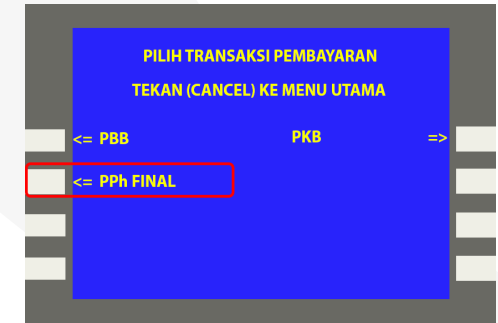 PILIH TRANSAKSI PEMBAYARAN
TEKAN (CANCEL) KE MENU UTAMA
<= PBB PKB =>
<= PPh FINAL